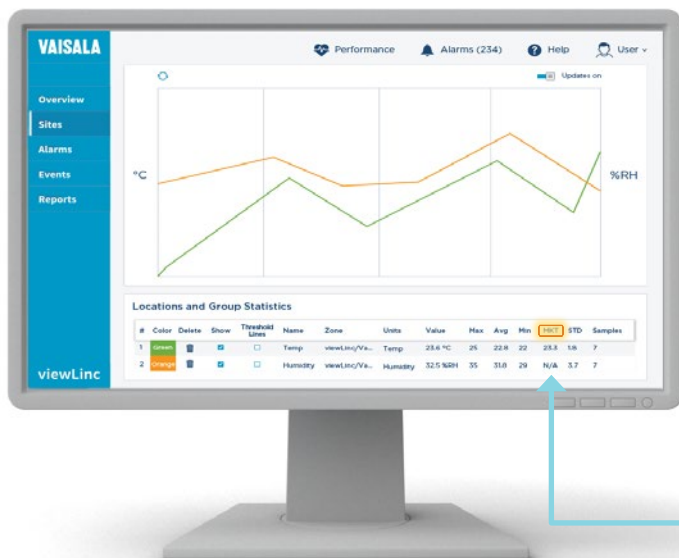 VAISALA
Performance Alarms (234) Help User
Updates on
Overview
Sites
Alarms
Events
Reports
°C
%RH
Locations and Group Statistics
# Color Delete Show Threshold Lines Name Zone Units Value Max Avg Min MKT STD Samples
1 Green Temp viewLinc/Va... Temp 23.6 °C 25 22.8 22 23.3 1.8 7
2 Orange Humidity viewLinc/Va... Humidity 32.5 %RH 35 31.8 29 N/A 3.7 7
viewLinc